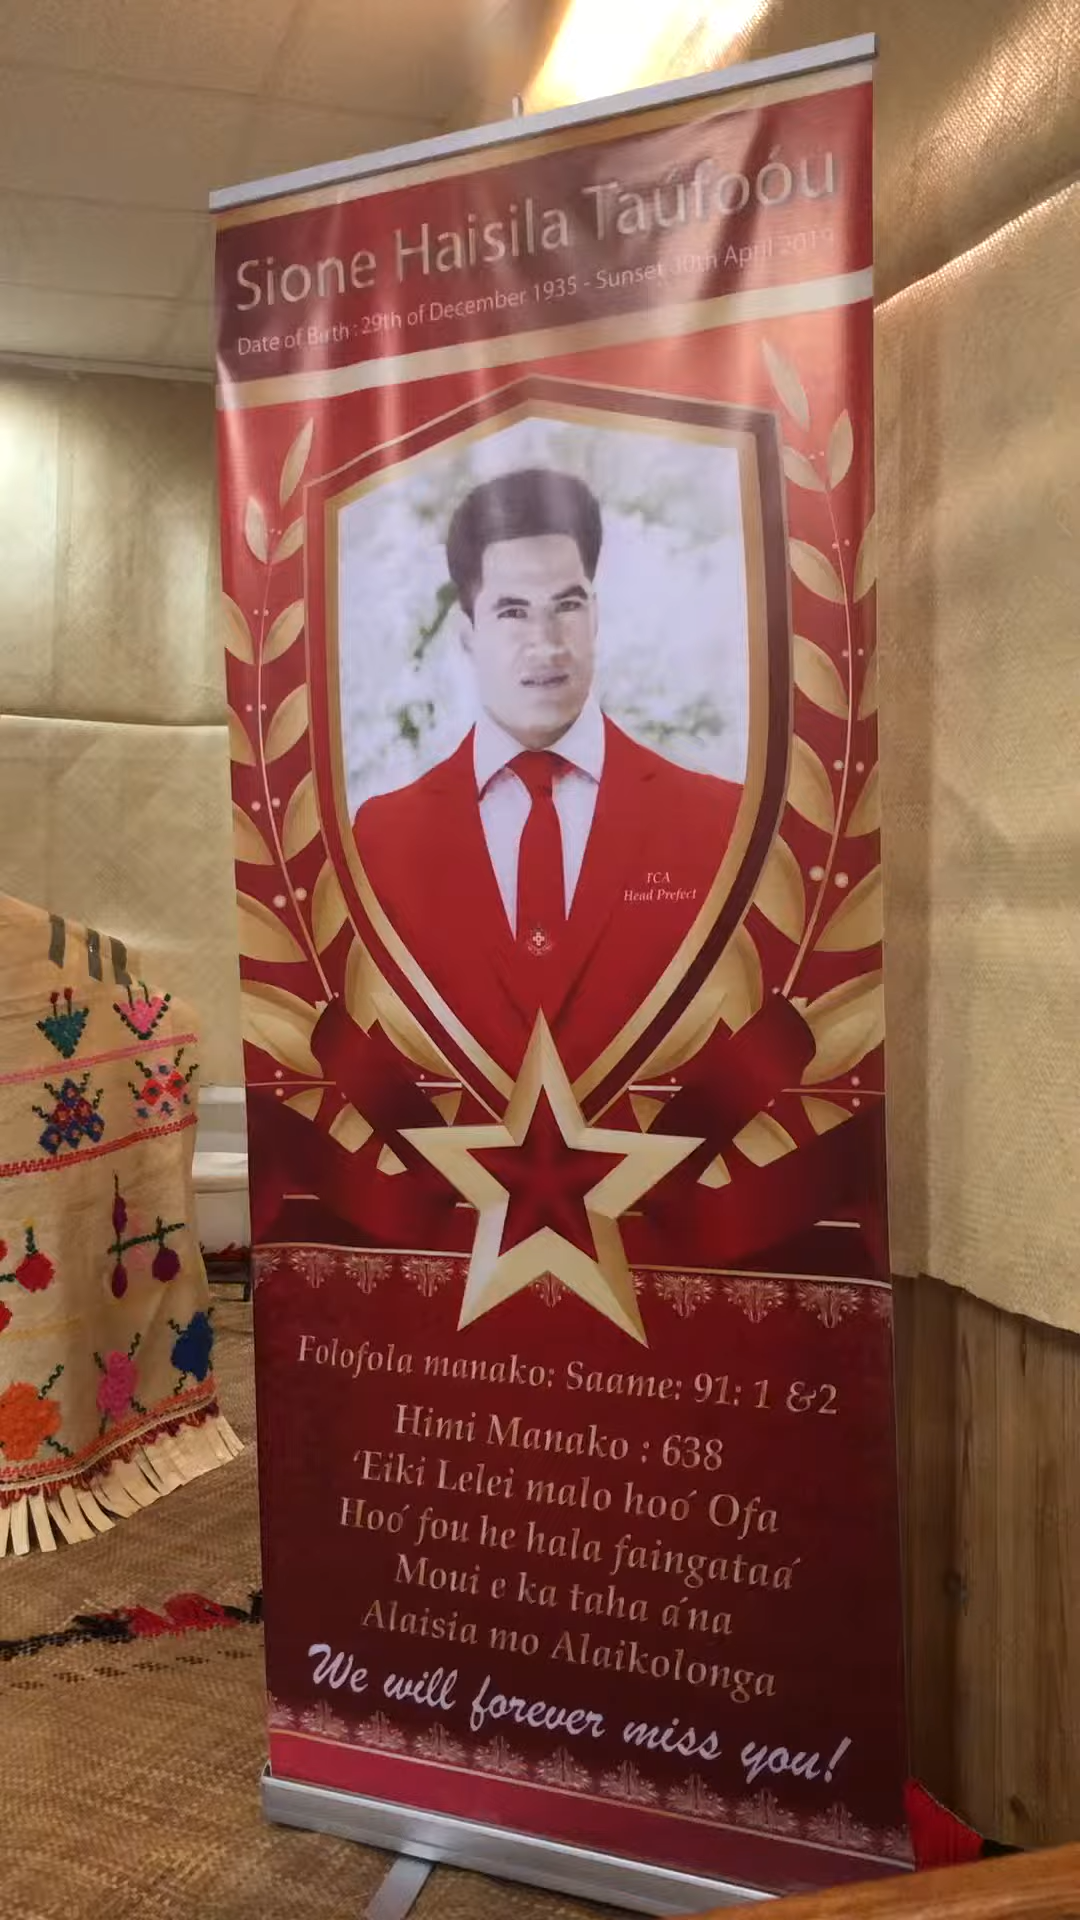 Sione Haisila Taúfoóu
Date of Birth : 29th of December 1935 - Sunset 30th April 2019
TCA
Head Prefect
Folofola manako: Saame: 91: 1 &2
Himi Manako : 638
‘Eiki Lelei malo hoó Ofa
Hoó fou he hala faingataá
Moui e ka taha ána
Alaisia mo Alaikolonga
We will forever miss you!